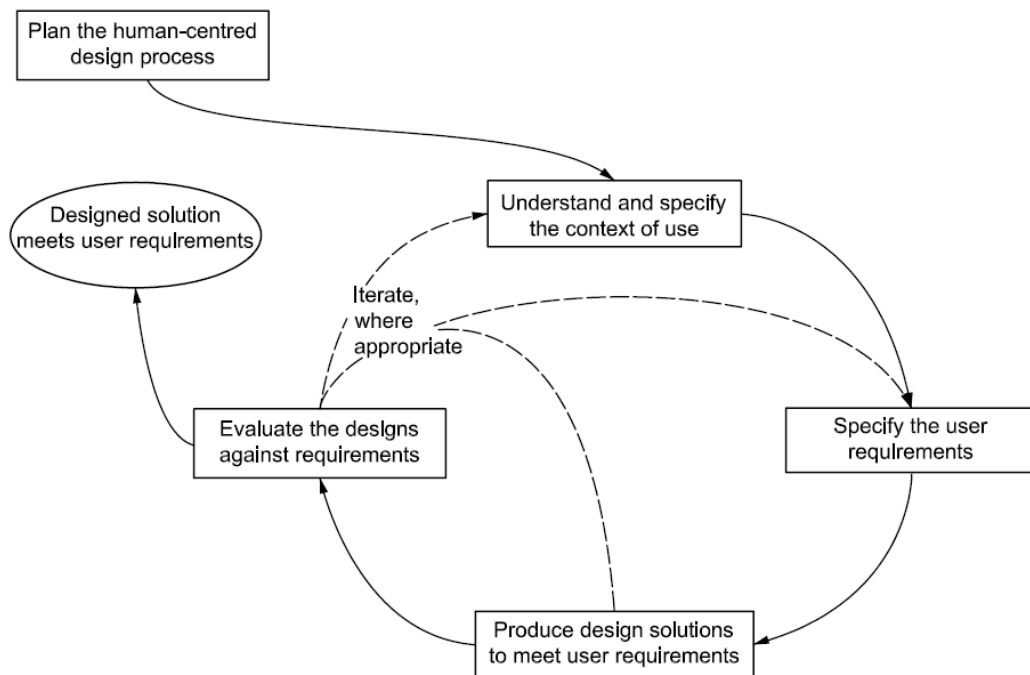 Plan the human-centred
design process
Understand and specify
the context of use
Designed solution
meets user requirements
Iterate,
where
appropriate
Evaluate the designs
against requirements
Specify the user
requirements
Produce design solutions
to meet user requirements